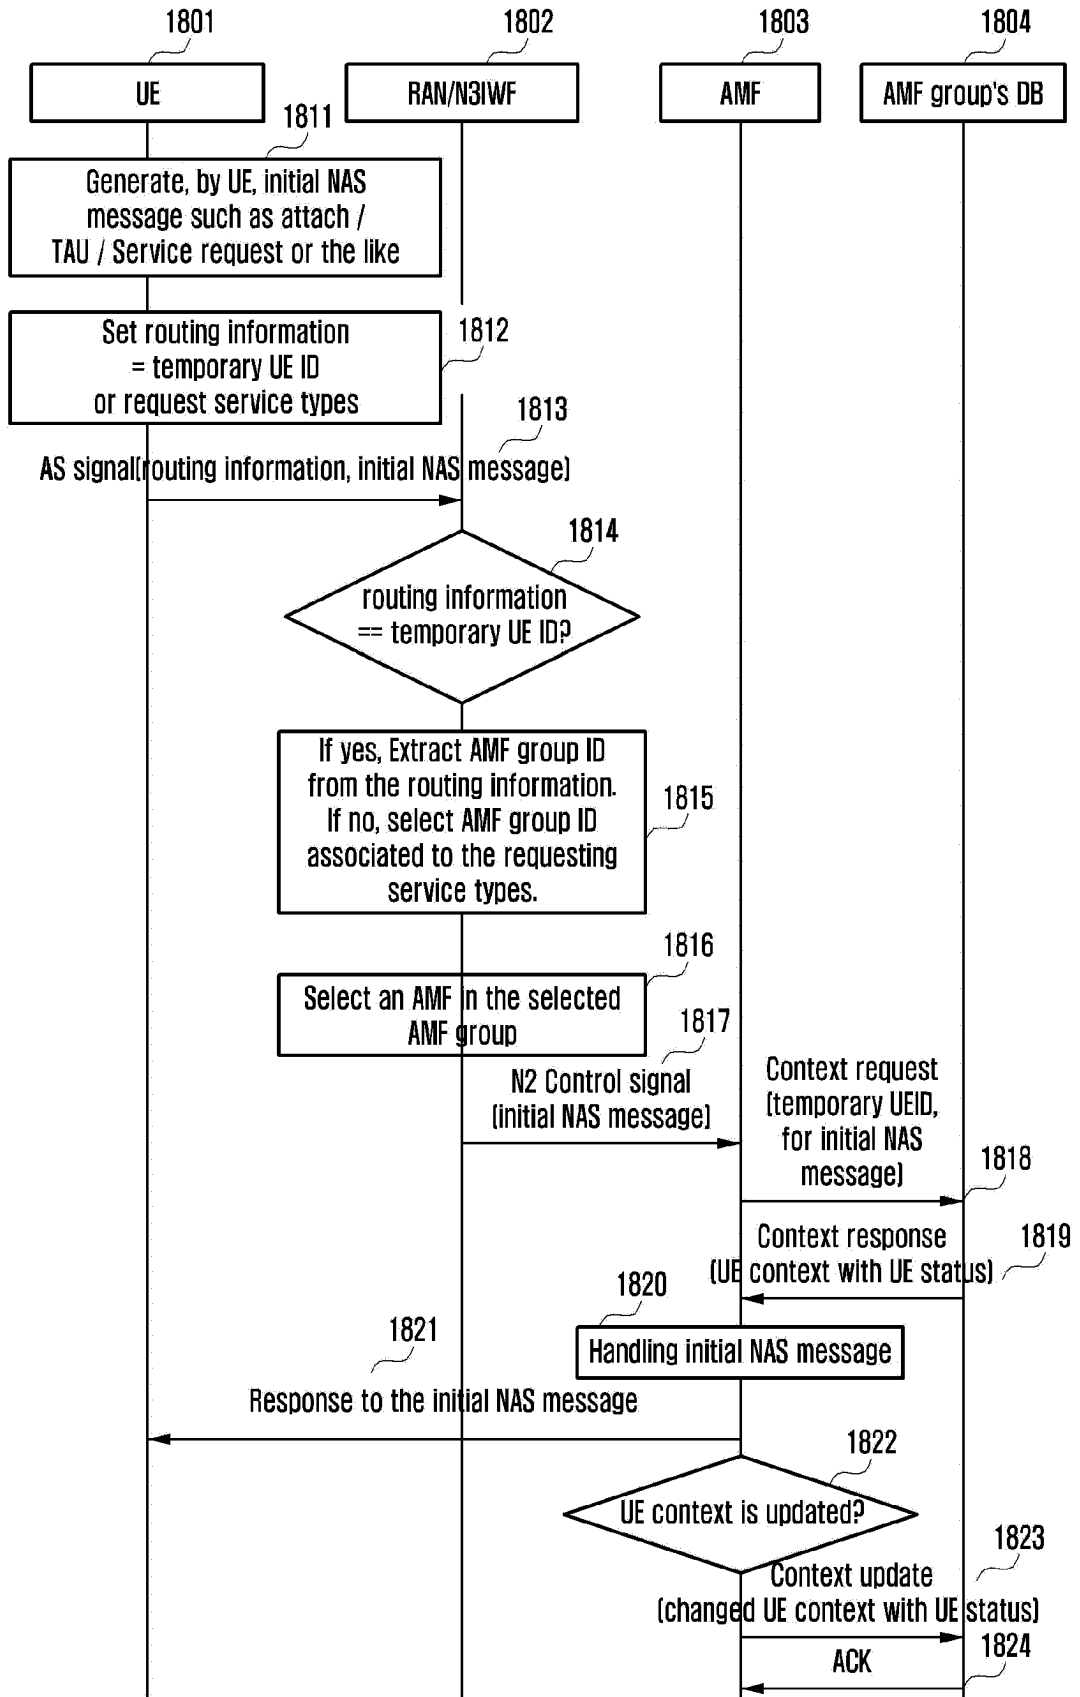 1801
1802
1803
1804
UE
RAN/N3IWF
AMF
AMF group's DB
1811
Generate, by UE, initial NAS
message such as attach /
TAU / Service request or the like
Set routing information
= temporary UE ID
or request service types
1812
1813
AS signal(routing information, initial NAS message)
1814
routing information
== temporary UE ID?
If yes, Extract AMF group ID
from the routing information.
If no, select AMF group ID
associated to the requesting
service types.
1815
1816
Select an AMF in the selected
AMF group
1817
N2 Control signal
(initial NAS message)
Context request
(temporary UEID,
for initial NAS
message)
1818
Context response
(UE context with UE status)
1819
1820
Handling initial NAS message
1821
Response to the initial NAS message
1822
UE context is updated?
1823
Context update
(changed UE context with UE status)
1824
ACK